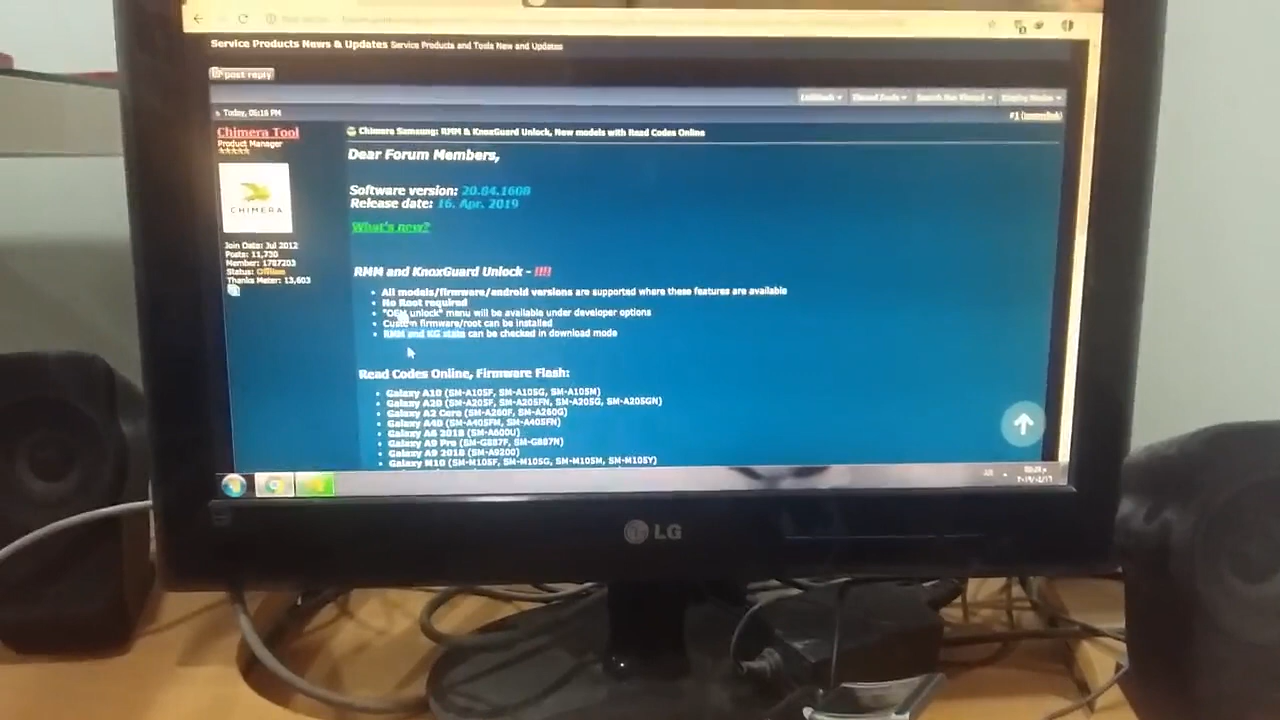 Service Products News & Updates Service Products and Tools New and Updates
post reply
Today, 05:16 PM
#1 (permalink)
Chimera Tool
Product Manager
CHIMERA
Join Date: Jul 2012
Posts: 11,730
Member: 1787203
Status: Offline
Thanks Meter: 13,603
Chimera Samsung: RMM & KnoxGuard Unlock, New models with Read Codes Online
Dear Forum Members,
Software version: 20.84.1608
Release date: 16. Apr. 2019
What's new?
RMM and KnoxGuard Unlock - !!!!
All models/firmware/android versions are supported where these features are available
No Root required
"OEM unlock" menu will be available under developer options
Custom firmware/root can be installed
RMM and KG state can be checked in download mode
Read Codes Online, Firmware Flash:
Galaxy A10 (SM-A105F, SM-A105G, SM-A105M)
Galaxy A20 (SM-A205F, SM-A205FN, SM-A205G, SM-A205GN)
Galaxy A2 Core (SM-A260F, SM-A260G)
Galaxy A40 (SM-A405FM, SM-A405FN)
Galaxy A6 2018 (SM-A600U)
Galaxy A9 Pro (SM-G887F, SM-G887N)
Galaxy A9 2018 (SM-A9200)
Galaxy M10 (SM-M105F, SM-M105G, SM-M105M, SM-M105Y)
LG